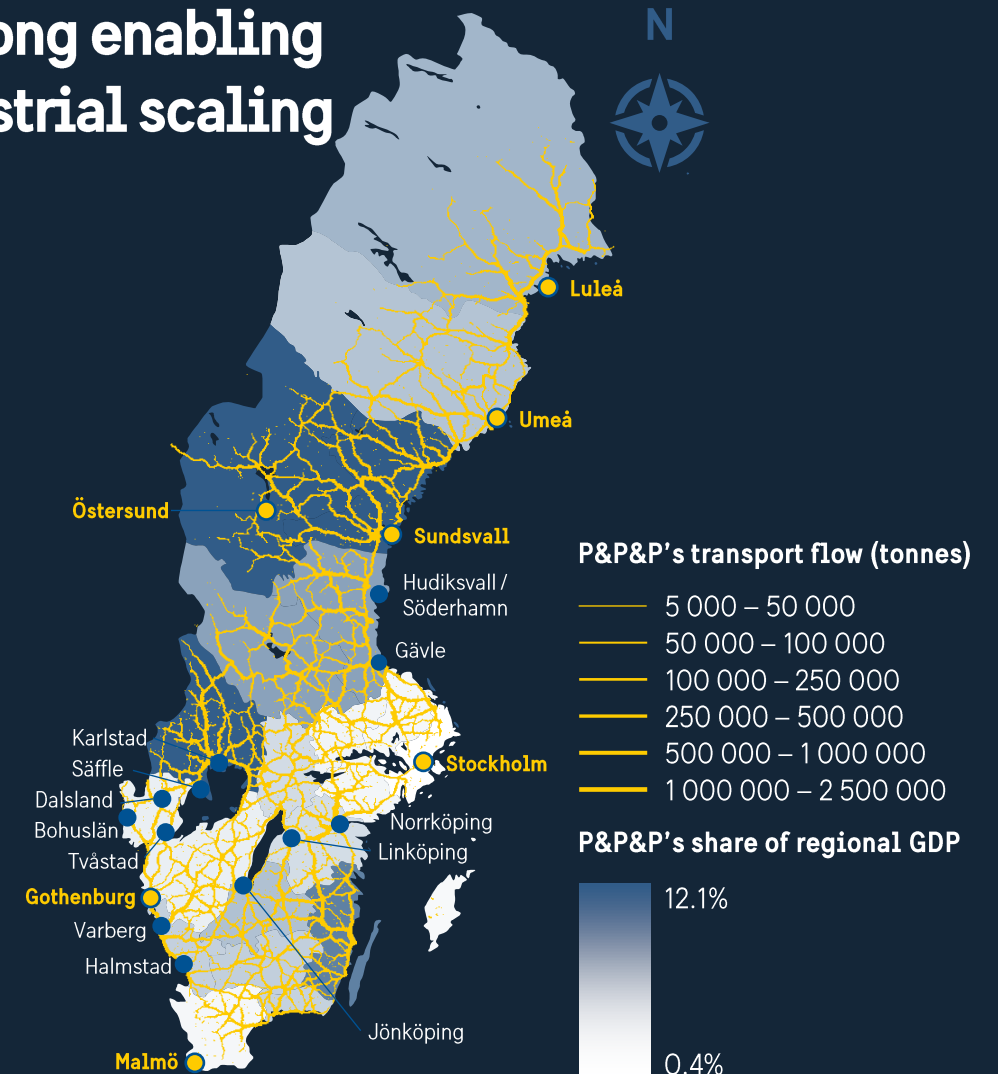 ong enabling
strial scaling
N
Luleå
Umeå
Östersund
Sundsvall
Hudiksvall /
Söderhamn
Gävle
Karlstad
Säffle
Stockholm
Dalsland
Bohuslän
Norrköping
Linköping
Tvåstad
Gothenburg
Varberg
Halmstad
Jönköping
Malmö
P&P&P's transport flow (tonnes)
5 000 – 50 000
50 000 – 100 000
100 000 – 250 000
250 000 – 500 000
500 000 – 1 000 000
1 000 000 – 2 500 000
P&P&P's share of regional GDP
12.1%
0.4%